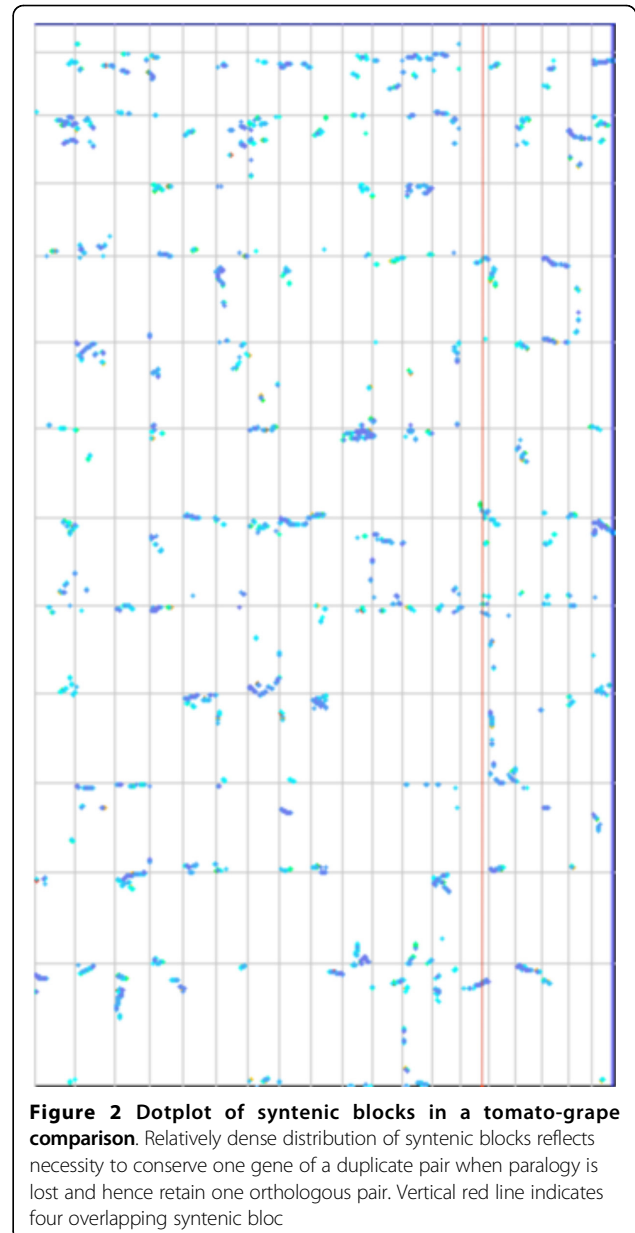 Figure 2 Dotplot of syntenic blocks in a tomato-grape
comparison. Relatively dense distribution of syntenic blocks reflects
necessity to conserve one gene of a duplicate pair when paralogy is
lost and hence retain one orthologous pair. Vertical red line indicates
four overlapping syntenic bloc